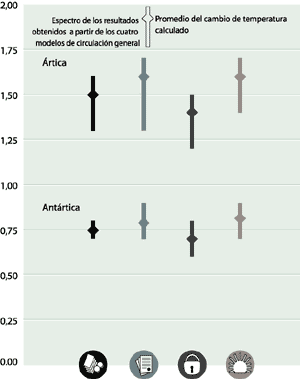 2,00
Espectro de los resultados
obtenidos a partir de los cuatro
modelos de circulación general
Promedio del cambio de temperatura
calculado
1,75
Ártica
1,50
1,25
1,00
Antártica
0,75
0,50
0,25
0.00